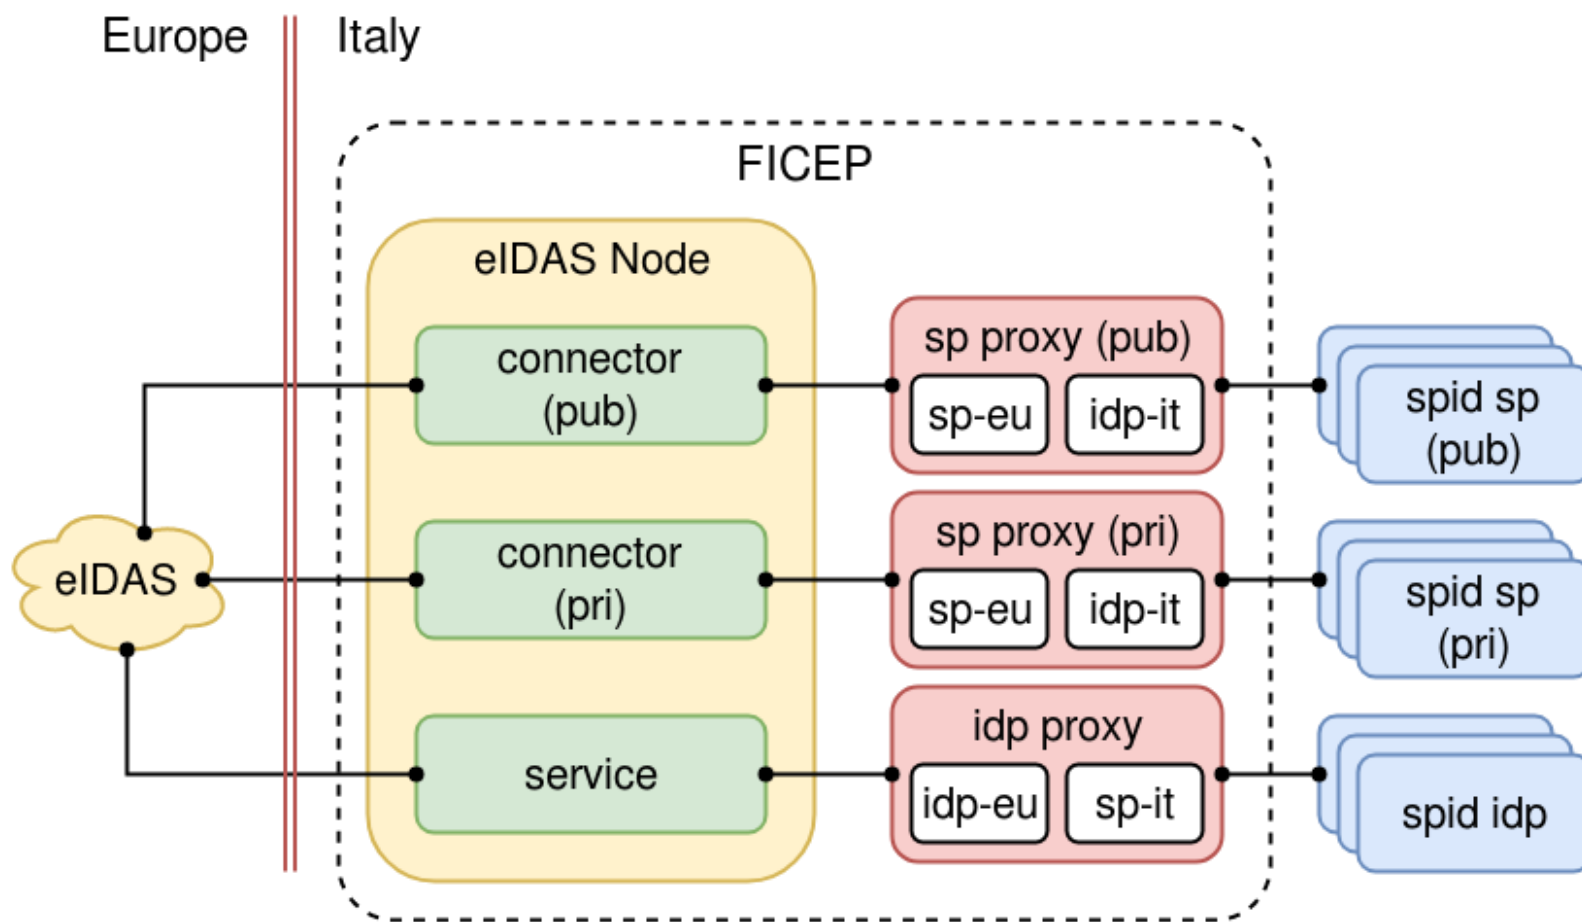 Europe
Italy
FICEP
eIDAS Node
connector
(pub)
sp proxy (pub)
sp-eu
idp-it
spid sp
(pub)
eIDAS
connector
(pri)
sp proxy (pri)
sp-eu
idp-it
spid sp
(pri)
service
idp proxy
idp-eu
sp-it
spid idp